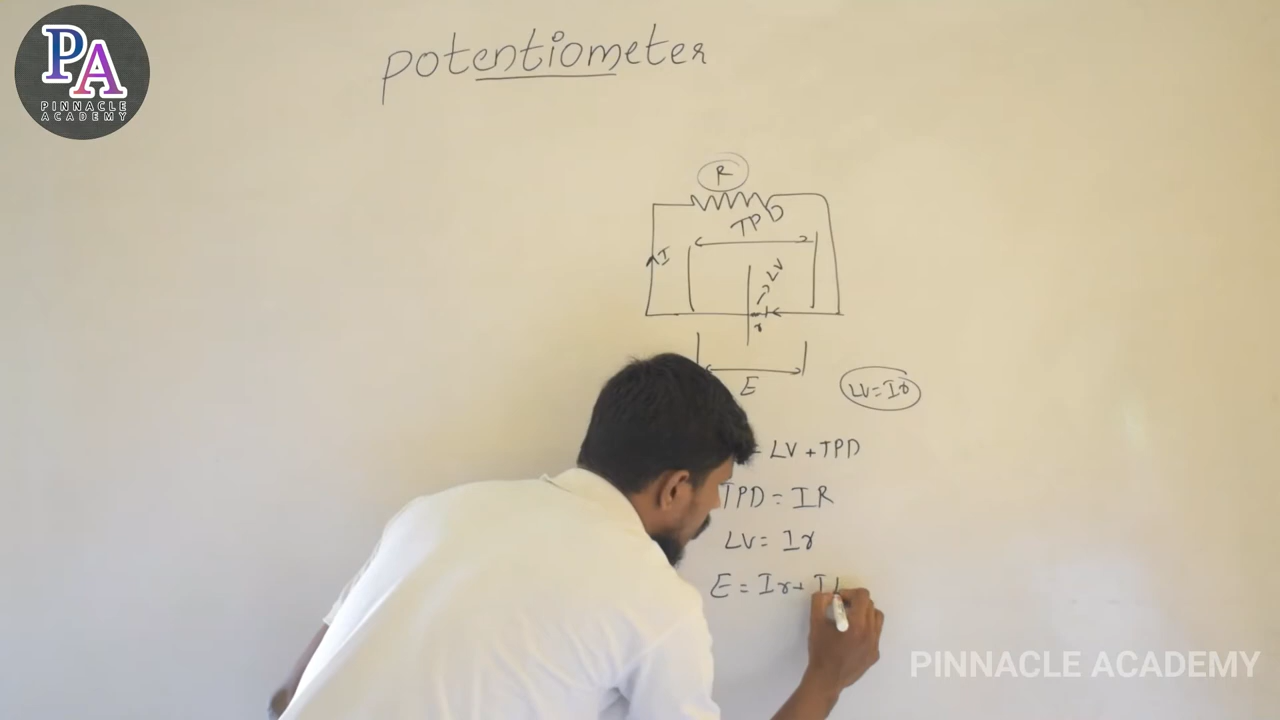 PA
PINNACLE
ACADEMY
potentiometer
R
TPD
I
LV
r
E
LV=Ir
LV + TPD
TPD = IR
LV = Ir
E = Ir + I
PINNACLE ACADEMY